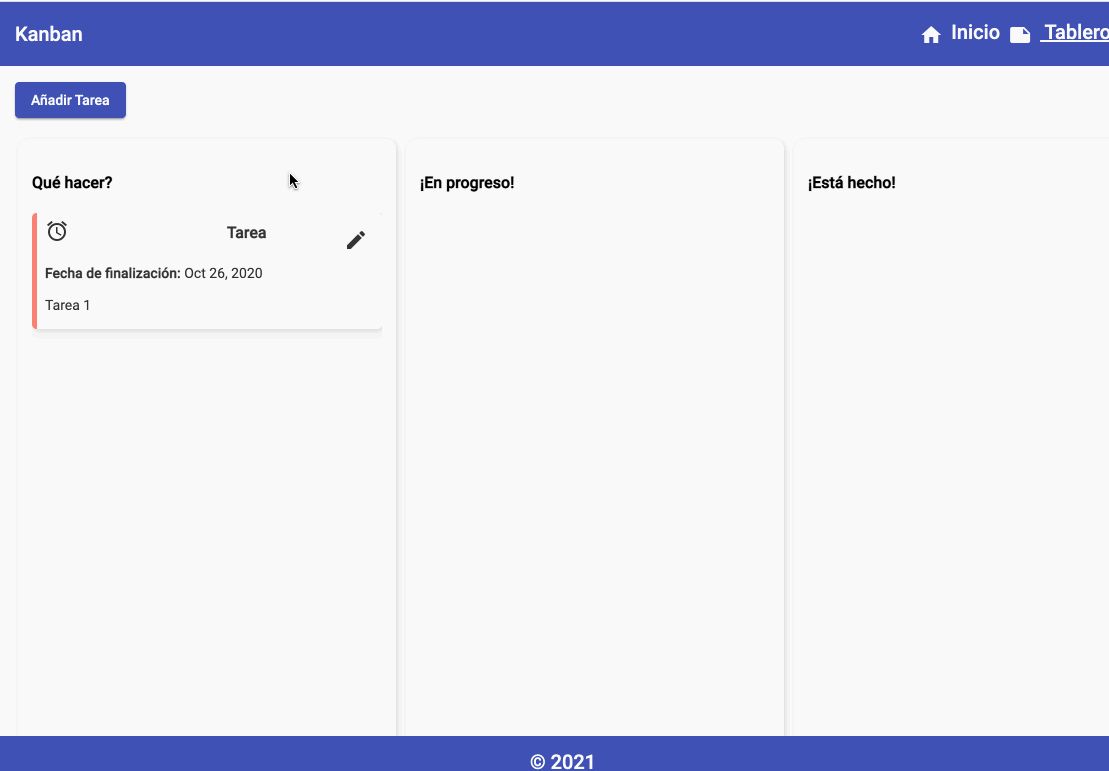 Kanban
Inicio Tablero
Añadir Tarea
Qué hacer?
¡En progreso!
¡Está hecho!
Tarea
Fecha de finalización: Oct 26, 2020
Tarea 1
© 2021